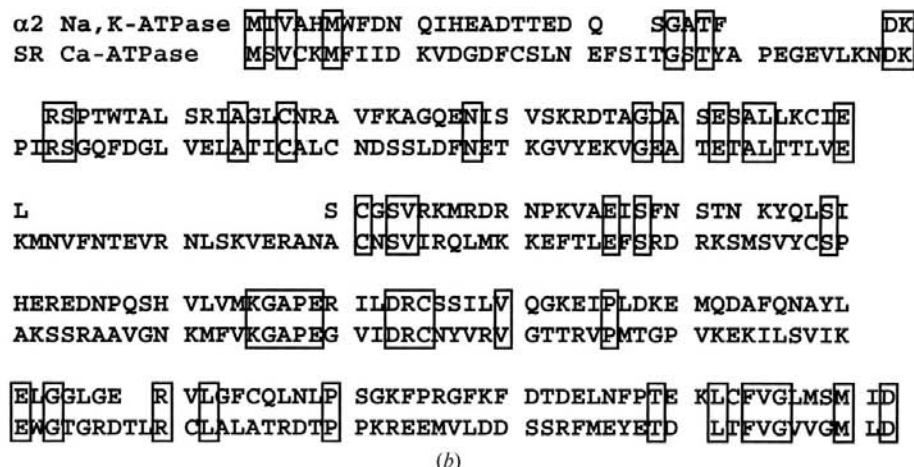 α2 Na,K-ATPase MTVAHMWFDN QIHEADTTED Q SGATF DK
SR Ca-ATPase MSVCKMFIID KVDGDFCSLN EFSITGSTYA PEGEVLKNDK
RSPTWTAL SRIAGLCNRA VFKAGQENIS VSKRDTAGDA SESALLKCIE
PIRSGQFDGL VELATICALC NDSSLDFNET KGVYEKVGEA TETALTTLVE
L S CGSVRKMRDR NPKVAEISFN STN KYQLSI
KMNVFNTEVR NLSKVERANA CNSVIRQLMK KEFTLEFSRD RKSMSVYCSP
HEREDNPQSH VLVMKGAPER ILDRCSSILV QGKEIPLDKE MQDAFQNAYL
AKSSRAAVGN KMFVKGAPEG VIDRCNYVRV GTTRVPMTGP VKEKILSVIK
ELGGLGE R VLGFCQLNLP SGKFPRGFKF DTDELNFPTE KLCFVGLMSM ID
EWGTGRDTLR CLALATRDTP PKREEMVLDD SSRFMEYETD LTFVGVVGM LD
(b)